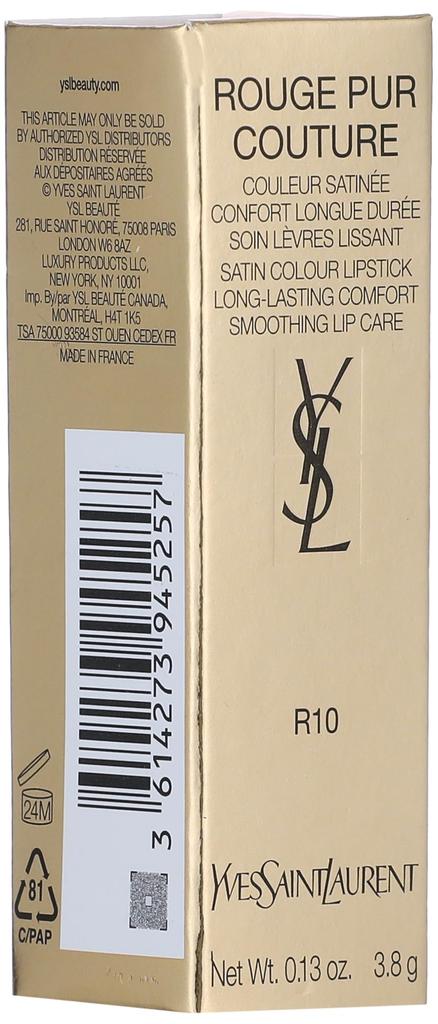 yslbeauty.com
THIS ARTICLE MAY ONLY BE SOLD
BY AUTHORIZED YSL DISTRIBUTORS
DISTRIBUTION RÉSERVÉE
AUX DÉPOSITAIRES AGRÉÉS
© YVES SAINT LAURENT
YSL BEAUTÉ
281, RUE SAINT HONORÉ, 75008 PARIS
LONDON W6 8AZ
LUXURY PRODUCTS LLC,
NEW YORK, NY 10001
Imp. By/par YSL BEAUTÉ CANADA,
MONTRÉAL, H4T 1K5
TSA 75000 93584 ST OUEN CEDEX FR
MADE IN FRANCE
3 614273 945257
24M
81
C/PAP
ROUGE PUR
COUTURE
COULEUR SATINÉE
CONFORT LONGUE DURÉE
SOIN LÈVRES LISSANT
SATIN COLOUR LIPSTICK
LONG-LASTING COMFORT
SMOOTHING LIP CARE
YSL
R10
YVESSAINTLAURENT
Net Wt. 0.13 oz. 3.8 g